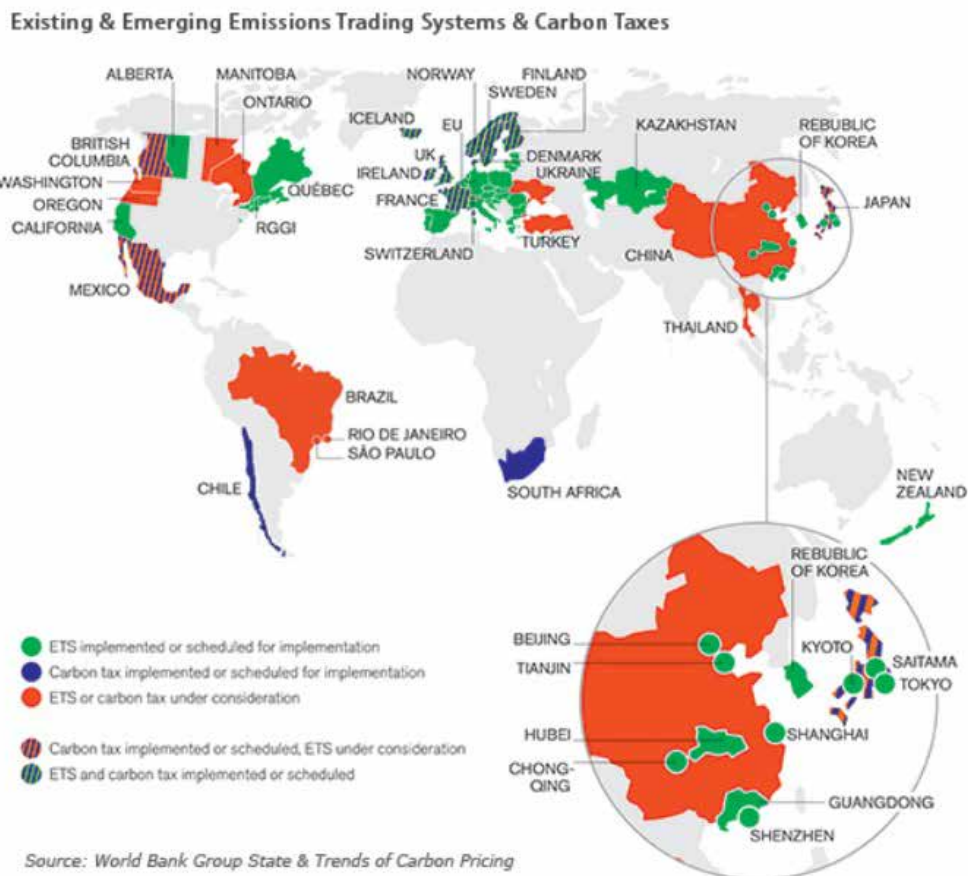 Existing & Emerging Emissions Trading Systems & Carbon Taxes
ALBERTA
MANITOBA
ONTARIO
NORWAY
FINLAND
SWEDEN
ICELAND
EU
KAZAKHSTAN
REBUBLIC
OF KOREA
BRITISH
COLUMBIA
UK
DENMARK
UKRAINE
WASHINGTON
IRELAND
QUÉBEC
OREGON
FRANCE
JAPAN
CALIFORNIA
RGGI
TURKEY
SWITZERLAND
CHINA
MEXICO
THAILAND
BRAZIL
RIO DE JANEIRO
SÃO PAULO
CHILE
SOUTH AFRICA
NEW
ZEALAND
REBUBLIC
OF KOREA
ETS implemented or scheduled for implementation
Carbon tax implemented or scheduled for implementation
ETS or carbon tax under consideration
Carbon tax implemented or scheduled, ETS under consideration
ETS and carbon tax implemented or scheduled
BEIJING
TIANJIN
KYOTO
SAITAMA
TOKYO
HUBEI
SHANGHAI
CHONG-
QING
GUANGDONG
SHENZHEN
Source: World Bank Group State & Trends of Carbon Pricing